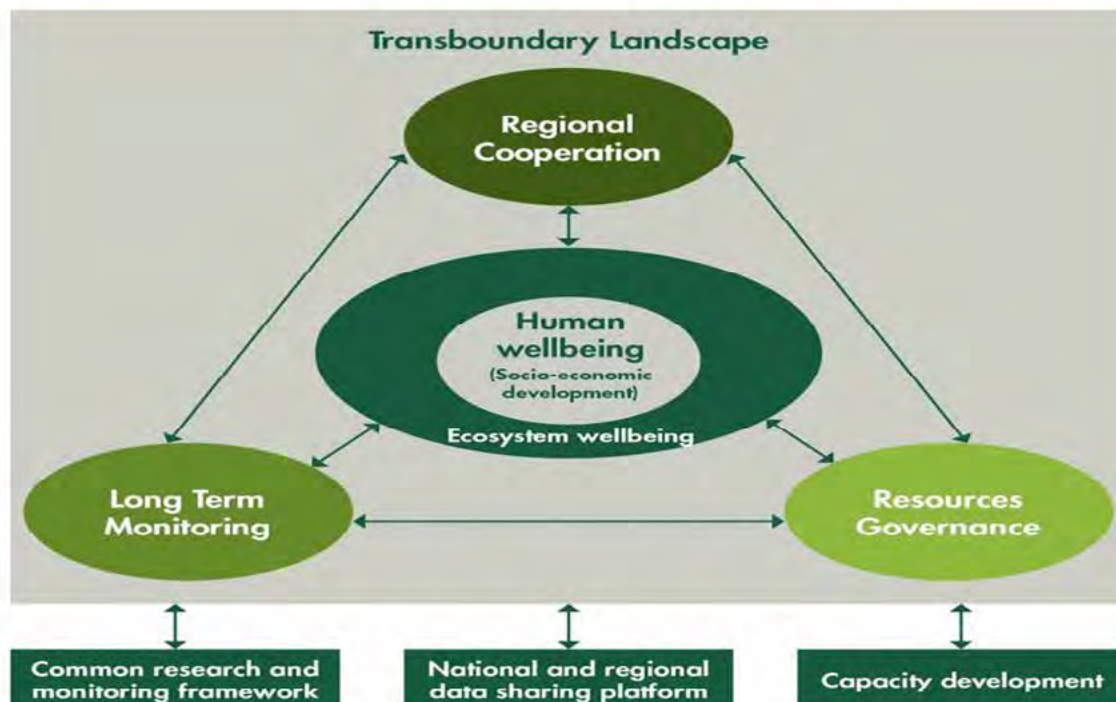 Transboundary Landscape
Regional
Cooperation
Human
wellbeing
(Socio-economic
development)
Ecosystem wellbeing
Long Term
Monitoring
Resources
Governance
Common research and
monitoring framework
National and regional
data sharing platform
Capacity development